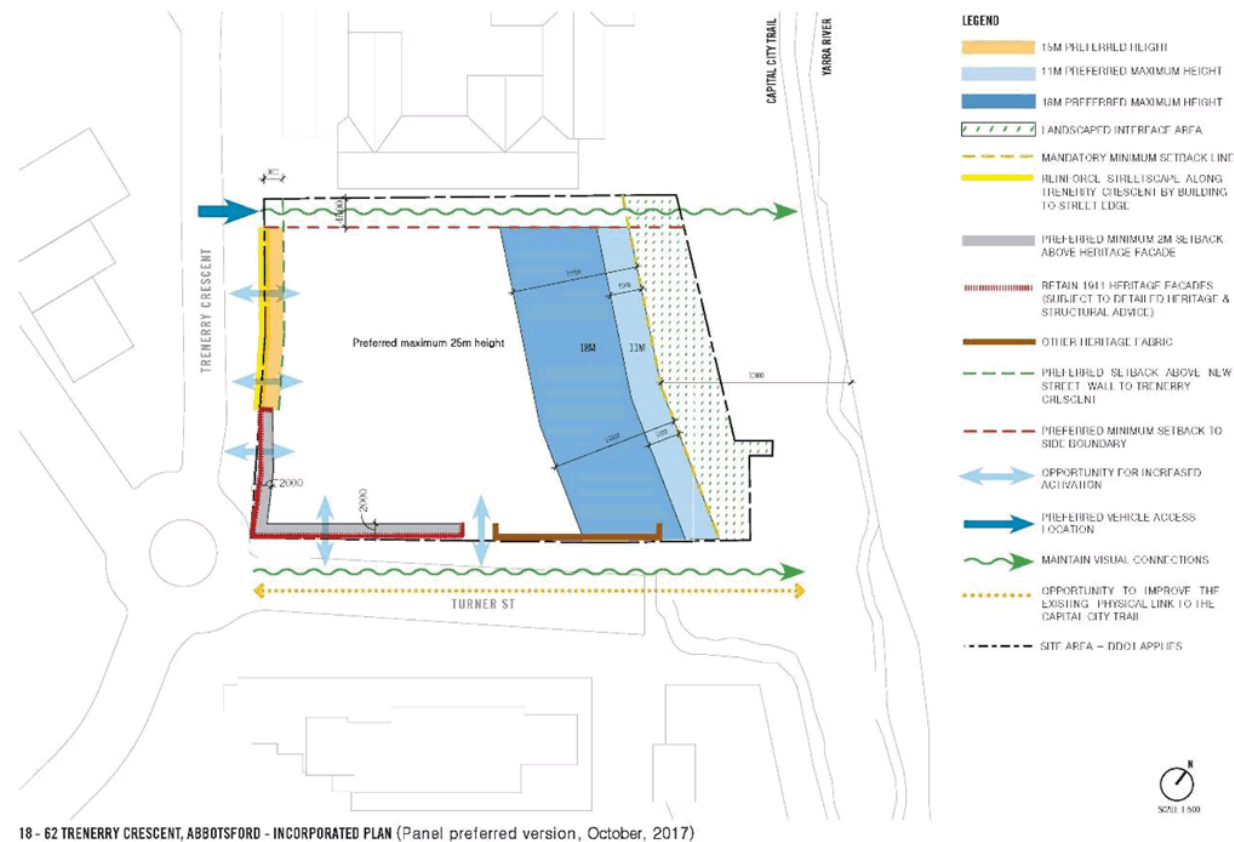 LEGEND
15M PREFERRED HEIGHT
11M PREFERRED MAXIMUM HEIGHT
18M PREFERRED MAXIMUM HEIGHT
LANDSCAPED INTERFACE AREA
MANDATORY MINIMUM SETBACK LINE
REINFORCE STREETSCAPE ALONG
TRENERRY CRESCENT BY BUILDING
TO STREET EDGE
PREFERRED MINIMUM 2M SETBACK
ABOVE HERITAGE FACADE
RETAIN 1911 HERITAGE FACADES
(SUBJECT TO DETAILED HERITAGE &
STRUCTURAL ADVICE)
OTHER HERITAGE FABRIC
PREFERRED SETBACK ABOVE NEW
STREET WALL TO TRENERRY
CRESCENT
PREFERRED MINIMUM SETBACK TO
SIDE BOUNDARY
OPPORTUNITY FOR INCREASED
ACTIVATION
PREFERRED VEHICLE ACCESS
LOCATION
MAINTAIN VISUAL CONNECTIONS
OPPORTUNITY TO IMPROVE THE
EXISTING PHYSICAL LINK TO THE
CAPITAL CITY TRAIL
SITE AREA – DDO1 APPLIES
N
SCALE 1:500
CAPITAL CITY TRAIL
YARRA RIVER
4500
TRENERRY CRESCENT
Preferred maximum 25m height
18M
11M
2000
2000
TURNER ST
18 - 62 TRENERRY CRESCENT, ABBOTSFORD - INCORPORATED PLAN (Panel preferred version, October, 2017)